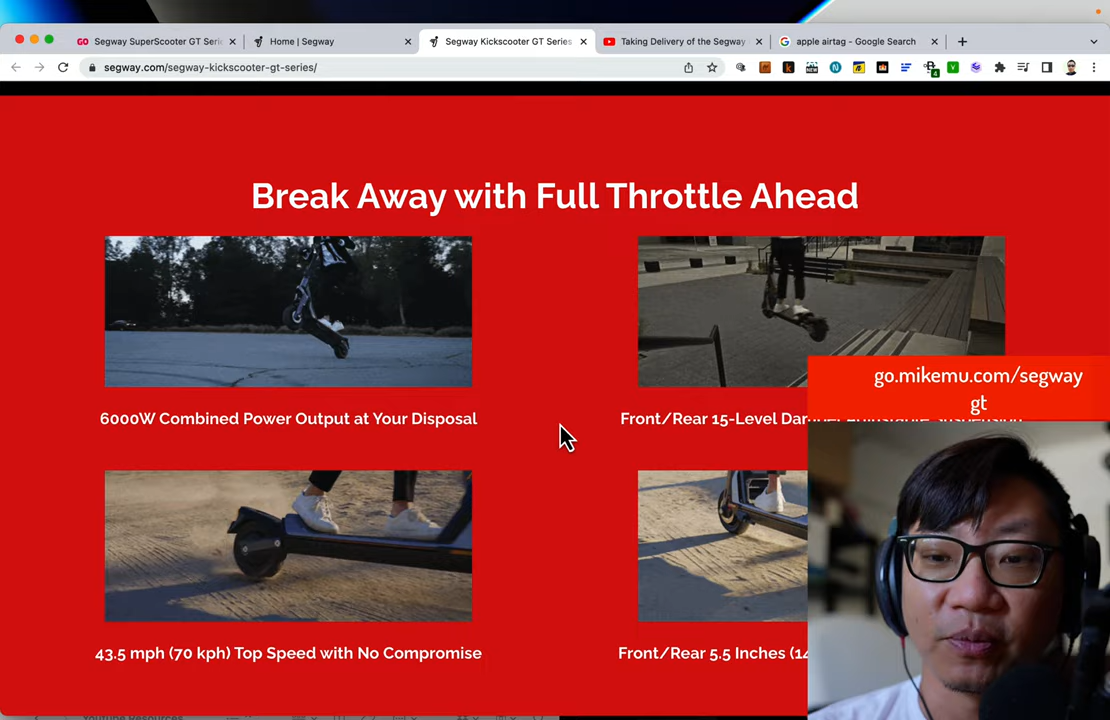 Segway SuperScooter GT Seri
Home | Segway
Segway Kickscooter GT Series
Taking Delivery of the Segway
apple airtag - Google Search
segway.com/segway-kickscooter-gt-series/
Break Away with Full Throttle Ahead
6000W Combined Power Output at Your Disposal
Front/Rear 15-Level Da
go.mikemu.com/segway
gt
43.5 mph (70 kph) Top Speed with No Compromise
Front/Rear 5.5 Inches (14
Youtube Resources